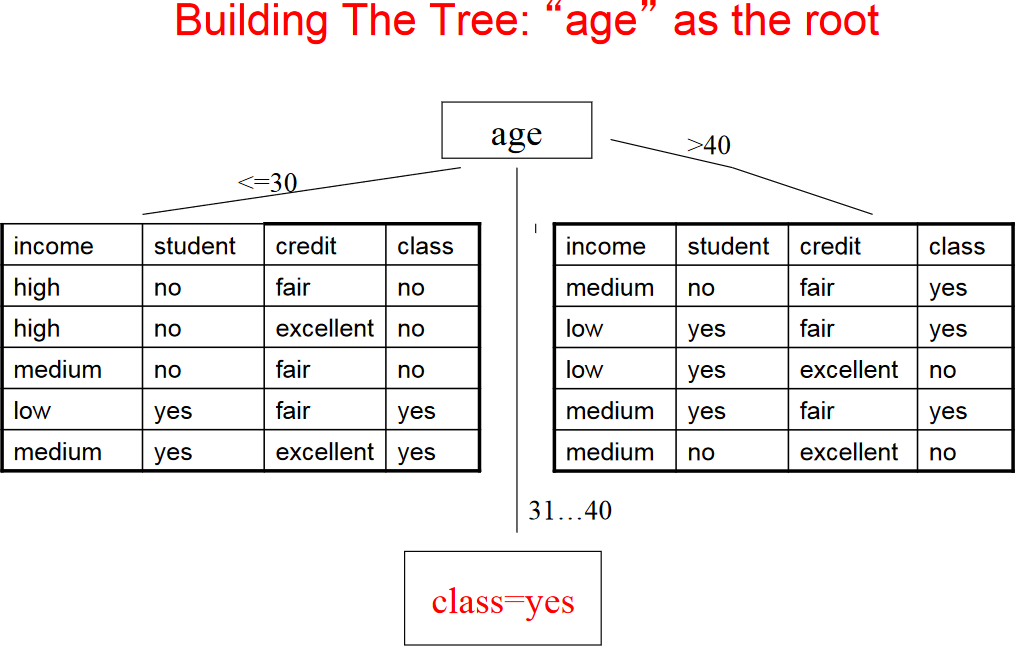 Building The Tree: “age” as the root
age
<=30
>40
income student credit class
high no fair no
high no excellent no
medium no fair no
low yes fair yes
medium yes excellent yes
income student credit class
medium no fair yes
low yes fair yes
low yes excellent no
medium yes fair yes
medium no excellent no
31…40
class=yes